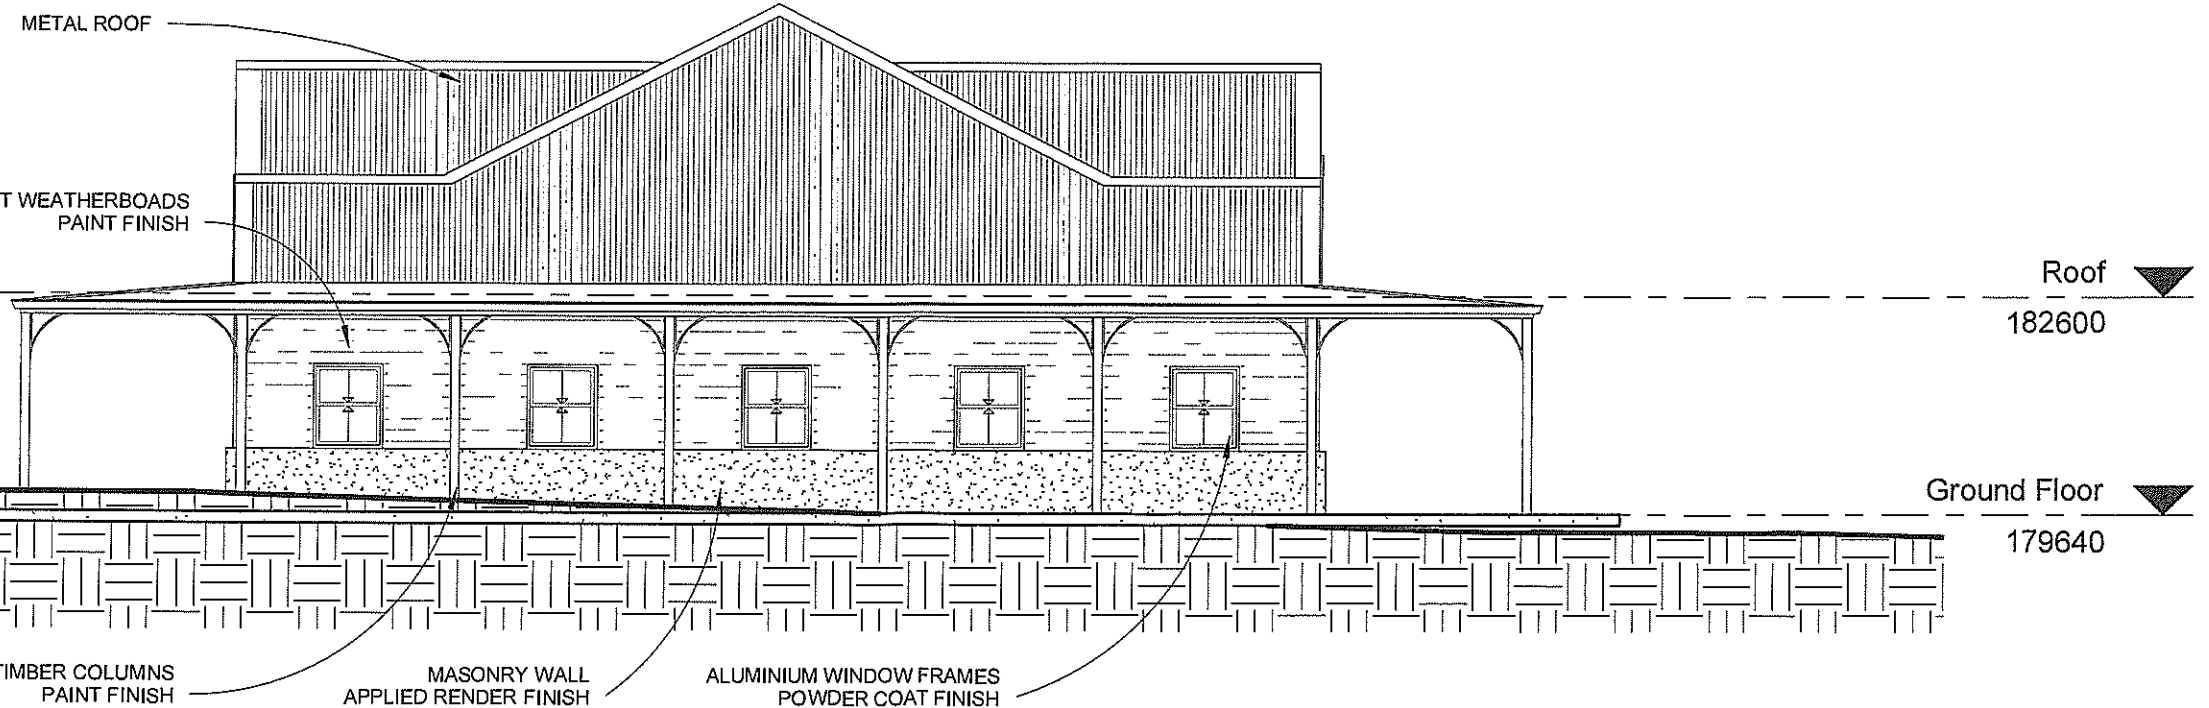 METAL ROOF
T WEATHERBOADS
PAINT FINISH
Roof
182600
Ground Floor
179640
TIMBER COLUMNS
PAINT FINISH
MASONRY WALL
APPLIED RENDER FINISH
ALUMINIUM WINDOW FRAMES
POWDER COAT FINISH